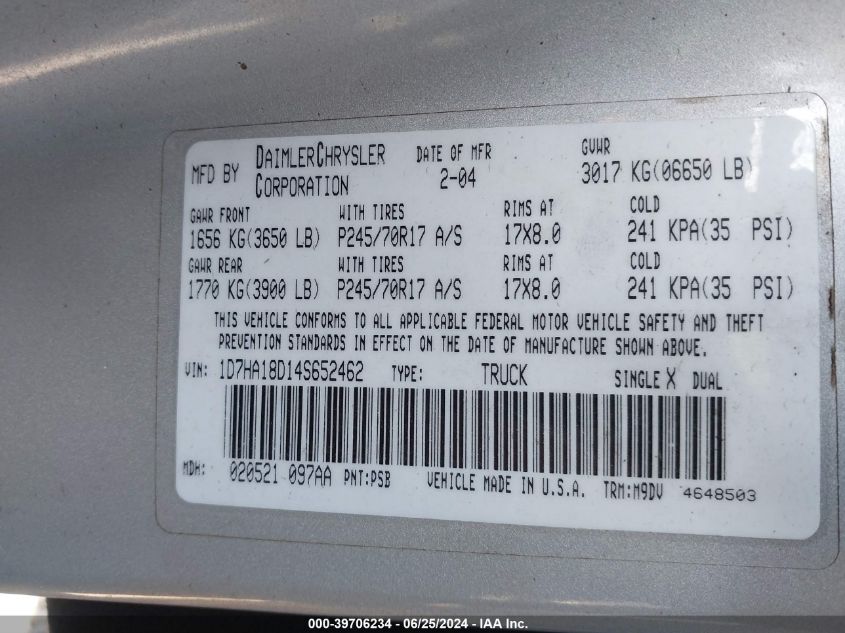 MFD BY DAIMLERCHRYSLER CORPORATION DATE OF MFR 2-04 GVWR 3017 KG(06650 LB)
GAWR FRONT WITH TIRES RIMS AT COLD
1656 KG(3650 LB) P245/70R17 A/S 17X8.0 241 KPA(35 PSI)
GAWR REAR WITH TIRES RIMS AT COLD
1770 KG(3900 LB) P245/70R17 A/S 17X8.0 241 KPA(35 PSI)
THIS VEHICLE CONFORMS TO ALL APPLICABLE FEDERAL MOTOR VEHICLE SAFETY AND THEFT
PREVENTION STANDARDS IN EFFECT ON THE DATE OF MANUFACTURE SHOWN ABOVE.
VIN: 1D7HA18D14S652462 TYPE: TRUCK SINGLE X DUAL
MDH: 020521 097AA PNT:PSB VEHICLE MADE IN U.S.A. TRM:M9DV 4648503
000-39706234 / 06/25/2024 - IAA Inc.